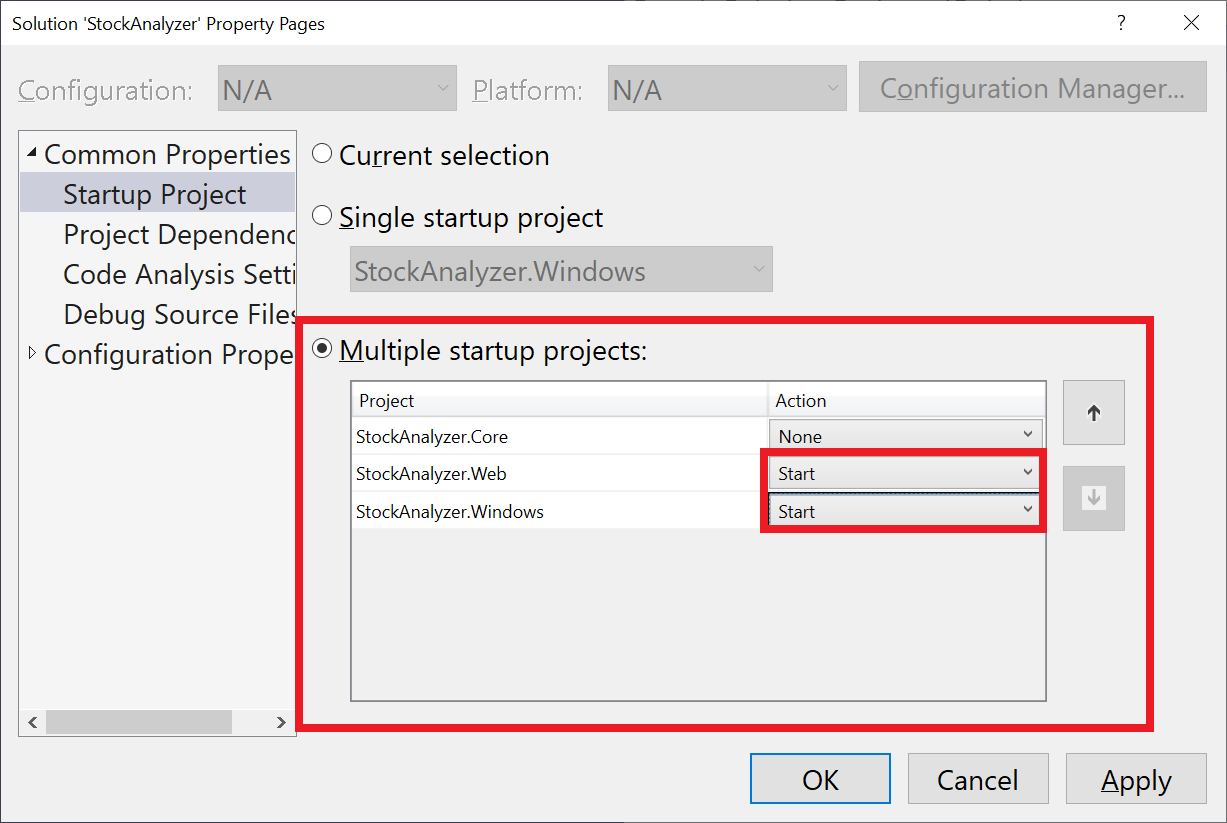 Solution 'StockAnalyzer' Property Pages
?
Configuration: N/A Platform: N/A Configuration Manager...
Common Properties
Startup Project
Project Dependenc
Code Analysis Setti
Debug Source Files
Configuration Prope
Current selection
Single startup project
StockAnalyzer.Windows
Multiple startup projects:
Project Action
StockAnalyzer.Core None
StockAnalyzer.Web Start
StockAnalyzer.Windows Start
OK Cancel Apply